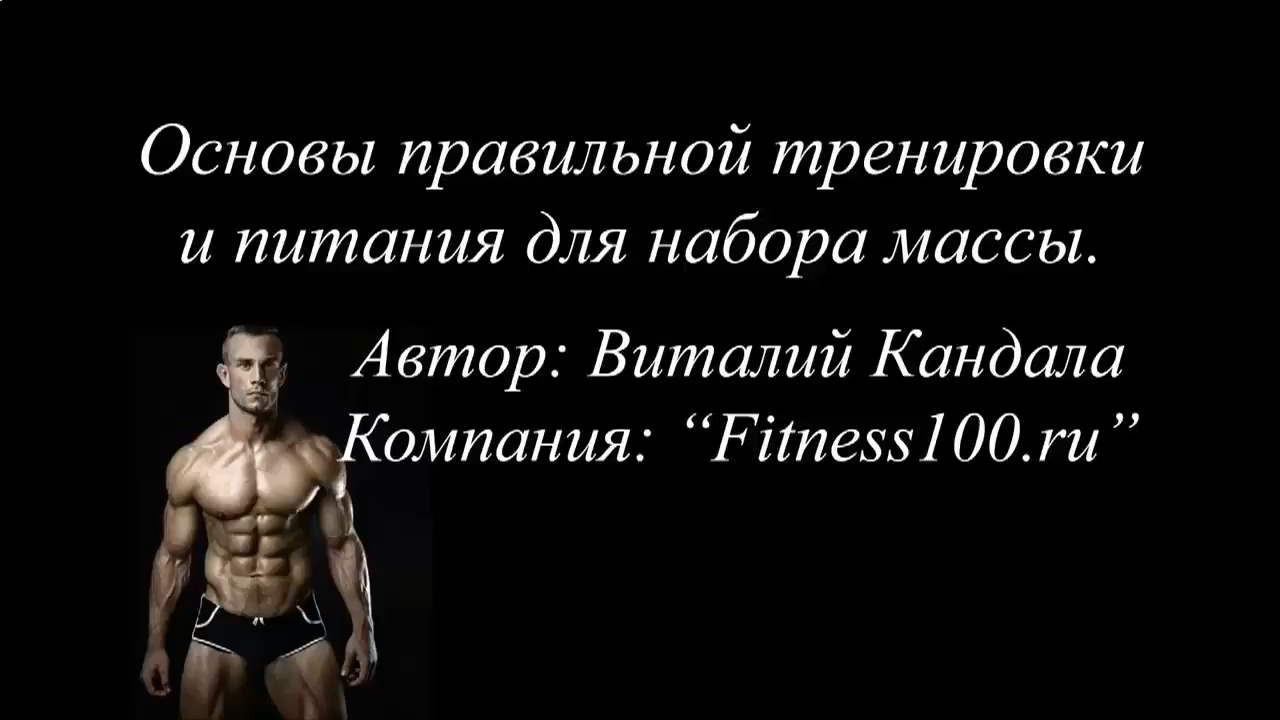 Основы правильной тренировки
и питания для набора массы.
Автор: Виталий Кандала
Компания: “Fitness100.ru”